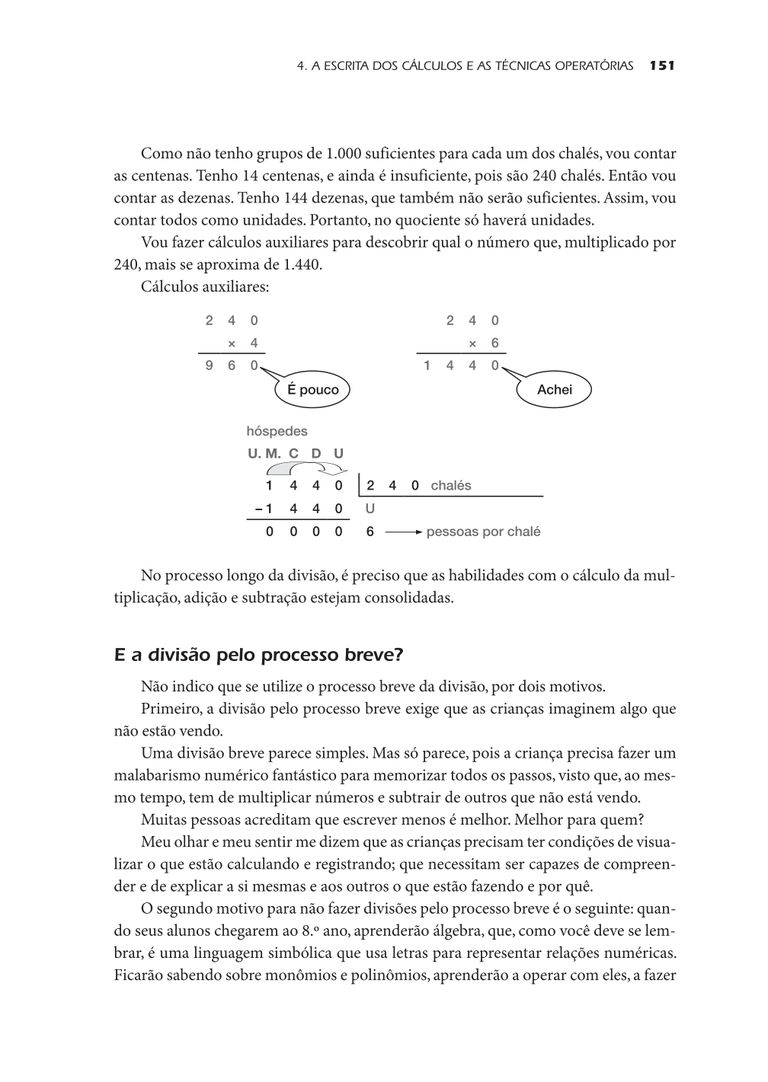 4. A ESCRITA DOS CÁLCULOS E AS TÉCNICAS OPERATÓRIAS 151
Como não tenho grupos de 1.000 suficientes para cada um dos chalés, vou contar
as centenas. Tenho 14 centenas, e ainda é insuficiente, pois são 240 chalés. Então vou
contar as dezenas. Tenho 144 dezenas, que também não serão suficientes. Assim, vou
contar todos como unidades. Portanto, no quociente só haverá unidades.
Vou fazer cálculos auxiliares para descobrir qual o número que, multiplicado por
240, mais se aproxima de 1.440.
Cálculos auxiliares:
2 4 0
× 4
9 6 0
É pouco
2 4 0
× 6
1 4 4 0
Achei
hóspedes
U. M. C D U
1 4 4 0 2 4 0 chalés
– 1 4 4 0 U
0 0 0 0 6 pessoas por chalé
No processo longo da divisão, é preciso que as habilidades com o cálculo da mul-
tiplicação, adição e subtração estejam consolidadas.
E a divisão pelo processo breve?
Não indico que se utilize o processo breve da divisão, por dois motivos.
Primeiro, a divisão pelo processo breve exige que as crianças imaginem algo que
não estão vendo.
Uma divisão breve parece simples. Mas só parece, pois a criança precisa fazer um
malabarismo numérico fantástico para memorizar todos os passos, visto que, ao mes-
mo tempo, tem de multiplicar números e subtrair de outros que não está vendo.
Muitas pessoas acreditam que escrever menos é melhor. Melhor para quem?
Meu olhar e meu sentir me dizem que as crianças precisam ter condições de visua-
lizar o que estão calculando e registrando; que necessitam ser capazes de compreen-
der e de explicar a si mesmas e aos outros o que estão fazendo e por quê.
O segundo motivo para não fazer divisões pelo processo breve é o seguinte: quan-
do seus alunos chegarem ao 8.º ano, aprenderão álgebra, que, como você deve se lem-
brar, é uma linguagem simbólica que usa letras para representar relações numéricas.
Ficarão sabendo sobre monômios e polinômios, aprenderão a operar com eles, a fazer